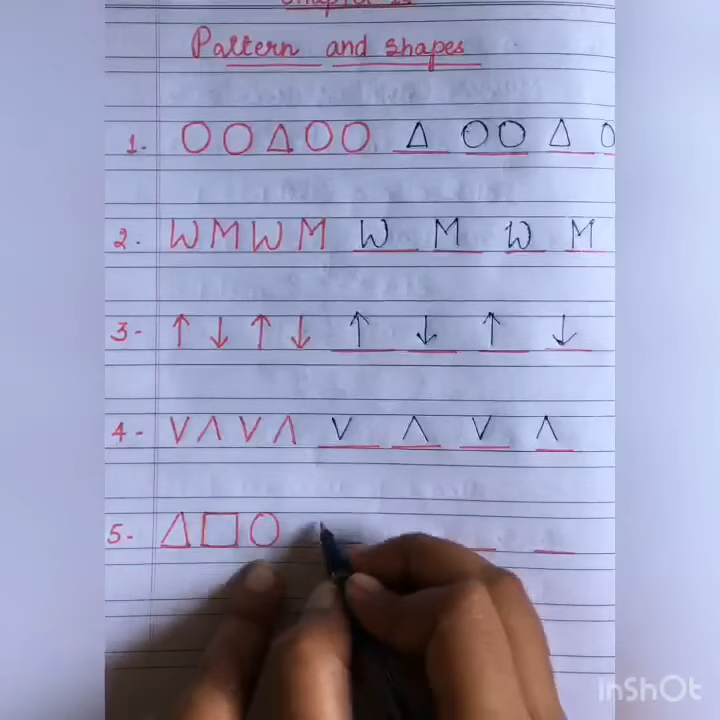 Pattern and shapes
1- O O △ O O △ O O △ O
2. W M W M W M W M
3- ↑ ↓ ↑ ↓ ↑ ↓ ↑ ↓
4- V Λ V Λ V Λ V Λ
5- △ □ O
InShOt